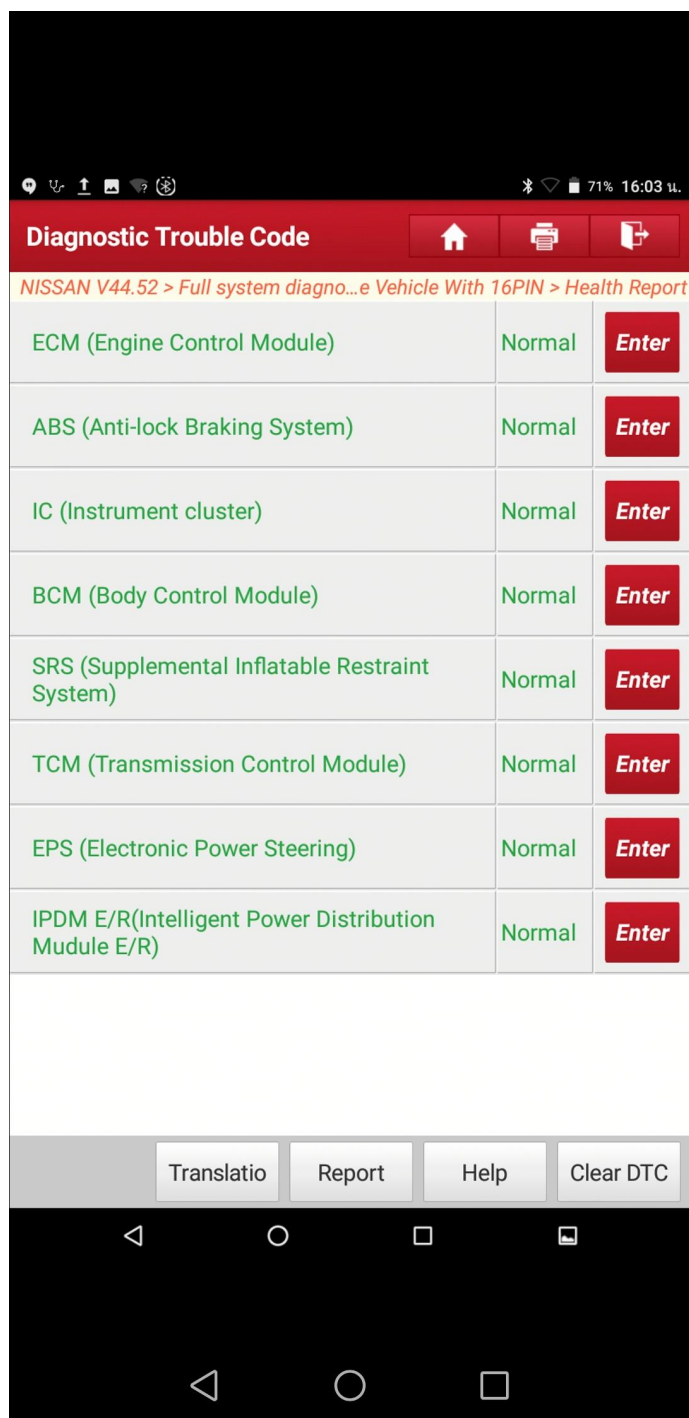 71% 16:03 น.
Diagnostic Trouble Code
NISSAN V44.52 > Full system diagno...e Vehicle With 16PIN > Health Report
ECM (Engine Control Module) Normal Enter
ABS (Anti-lock Braking System) Normal Enter
IC (Instrument cluster) Normal Enter
BCM (Body Control Module) Normal Enter
SRS (Supplemental Inflatable Restraint
System) Normal Enter
TCM (Transmission Control Module) Normal Enter
EPS (Electronic Power Steering) Normal Enter
IPDM E/R(Intelligent Power Distribution
Mudule E/R) Normal Enter
Translatio Report Help Clear DTC